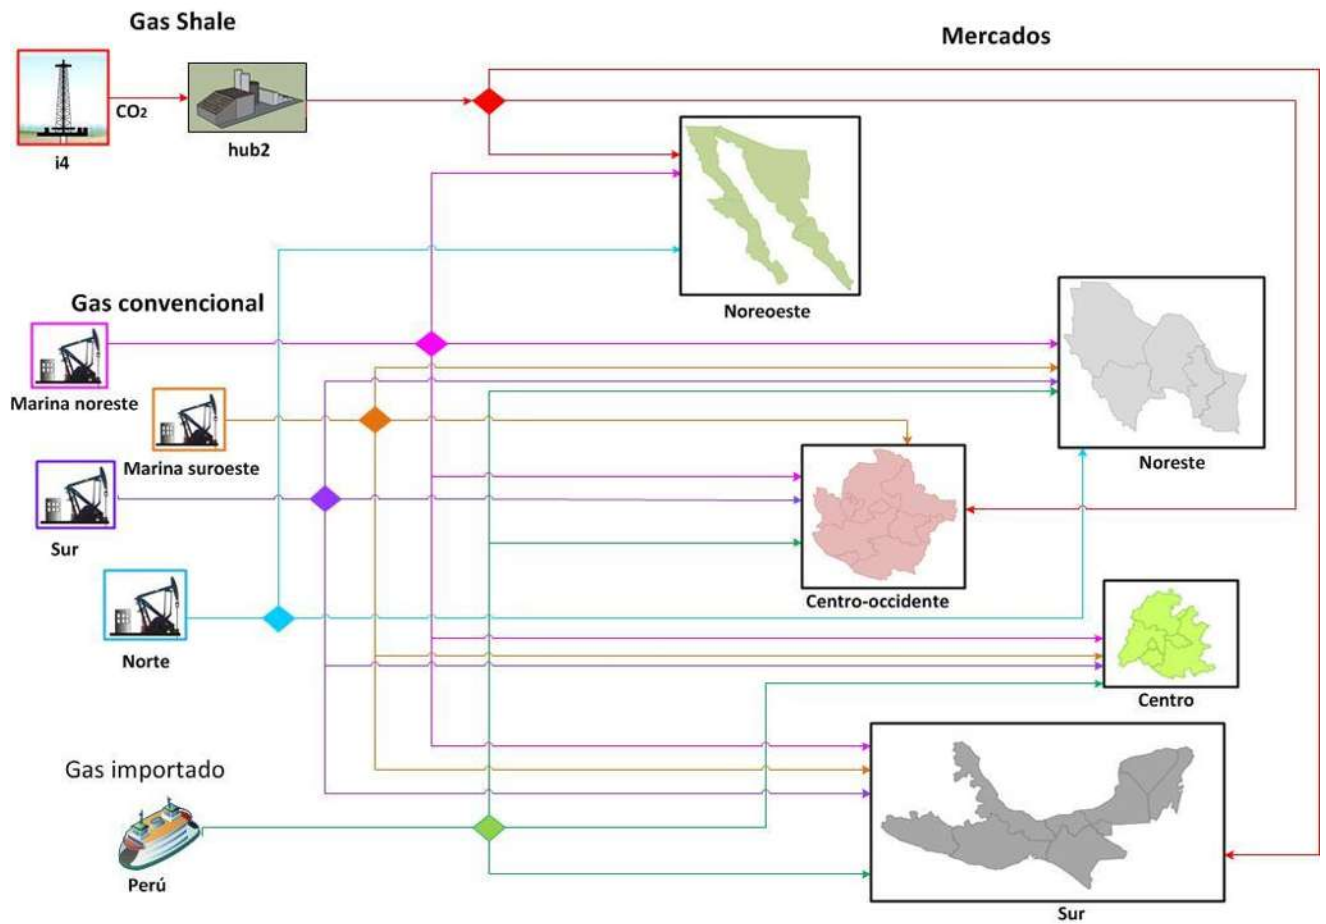 Gas Shale
Mercados
CO₂
i4
hub2
Noreoeste
Gas convencional
Marina noreste
Marina suroeste
Noreste
Sur
Centro-occidente
Norte
Centro
Gas importado
Perú
Sur